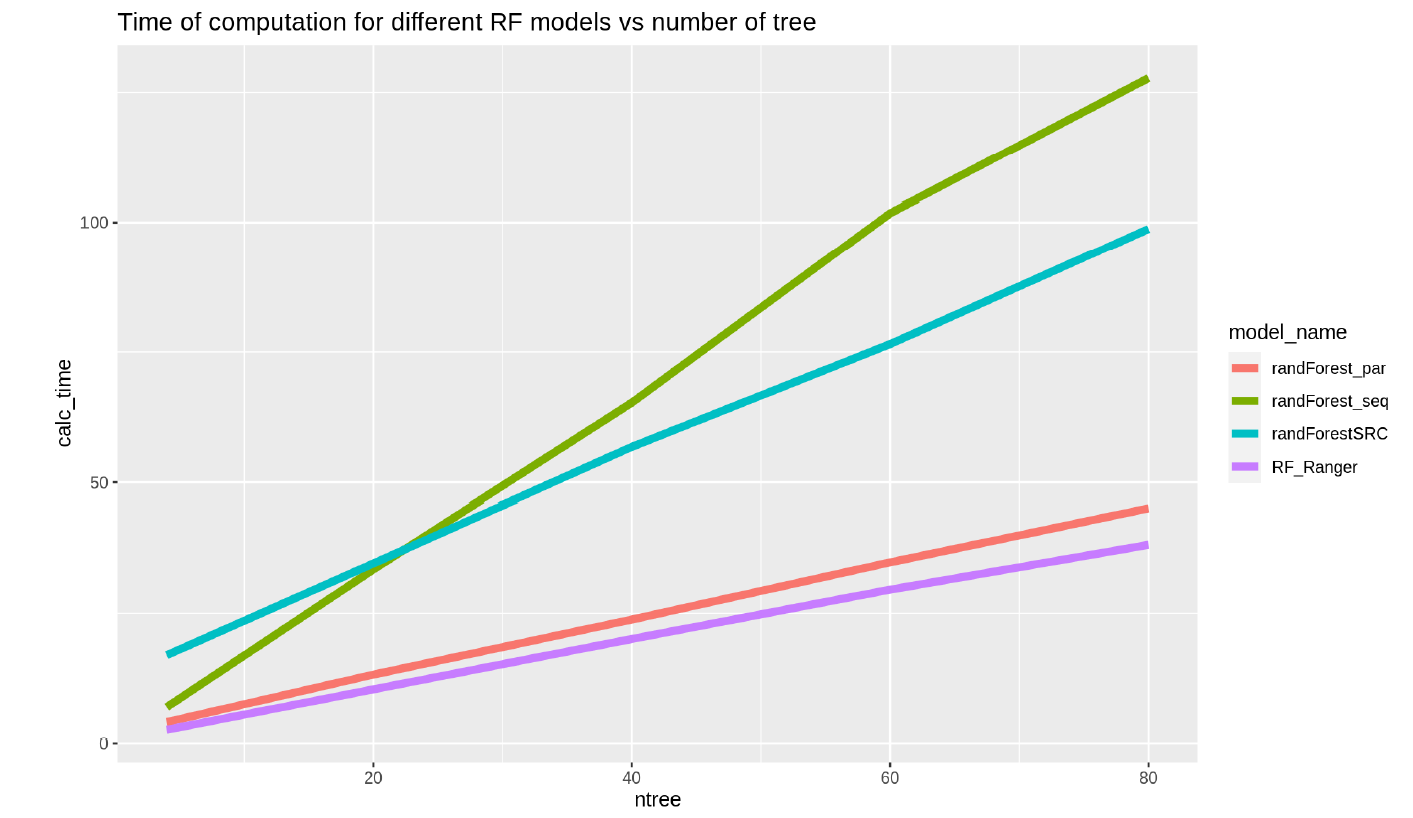 Time of computation for different RF models vs number of tree
calc_time
100
50
0
20 40 60 80
ntree
model_name
randForest_par
randForest_seq
randForestSRC
RF_Ranger